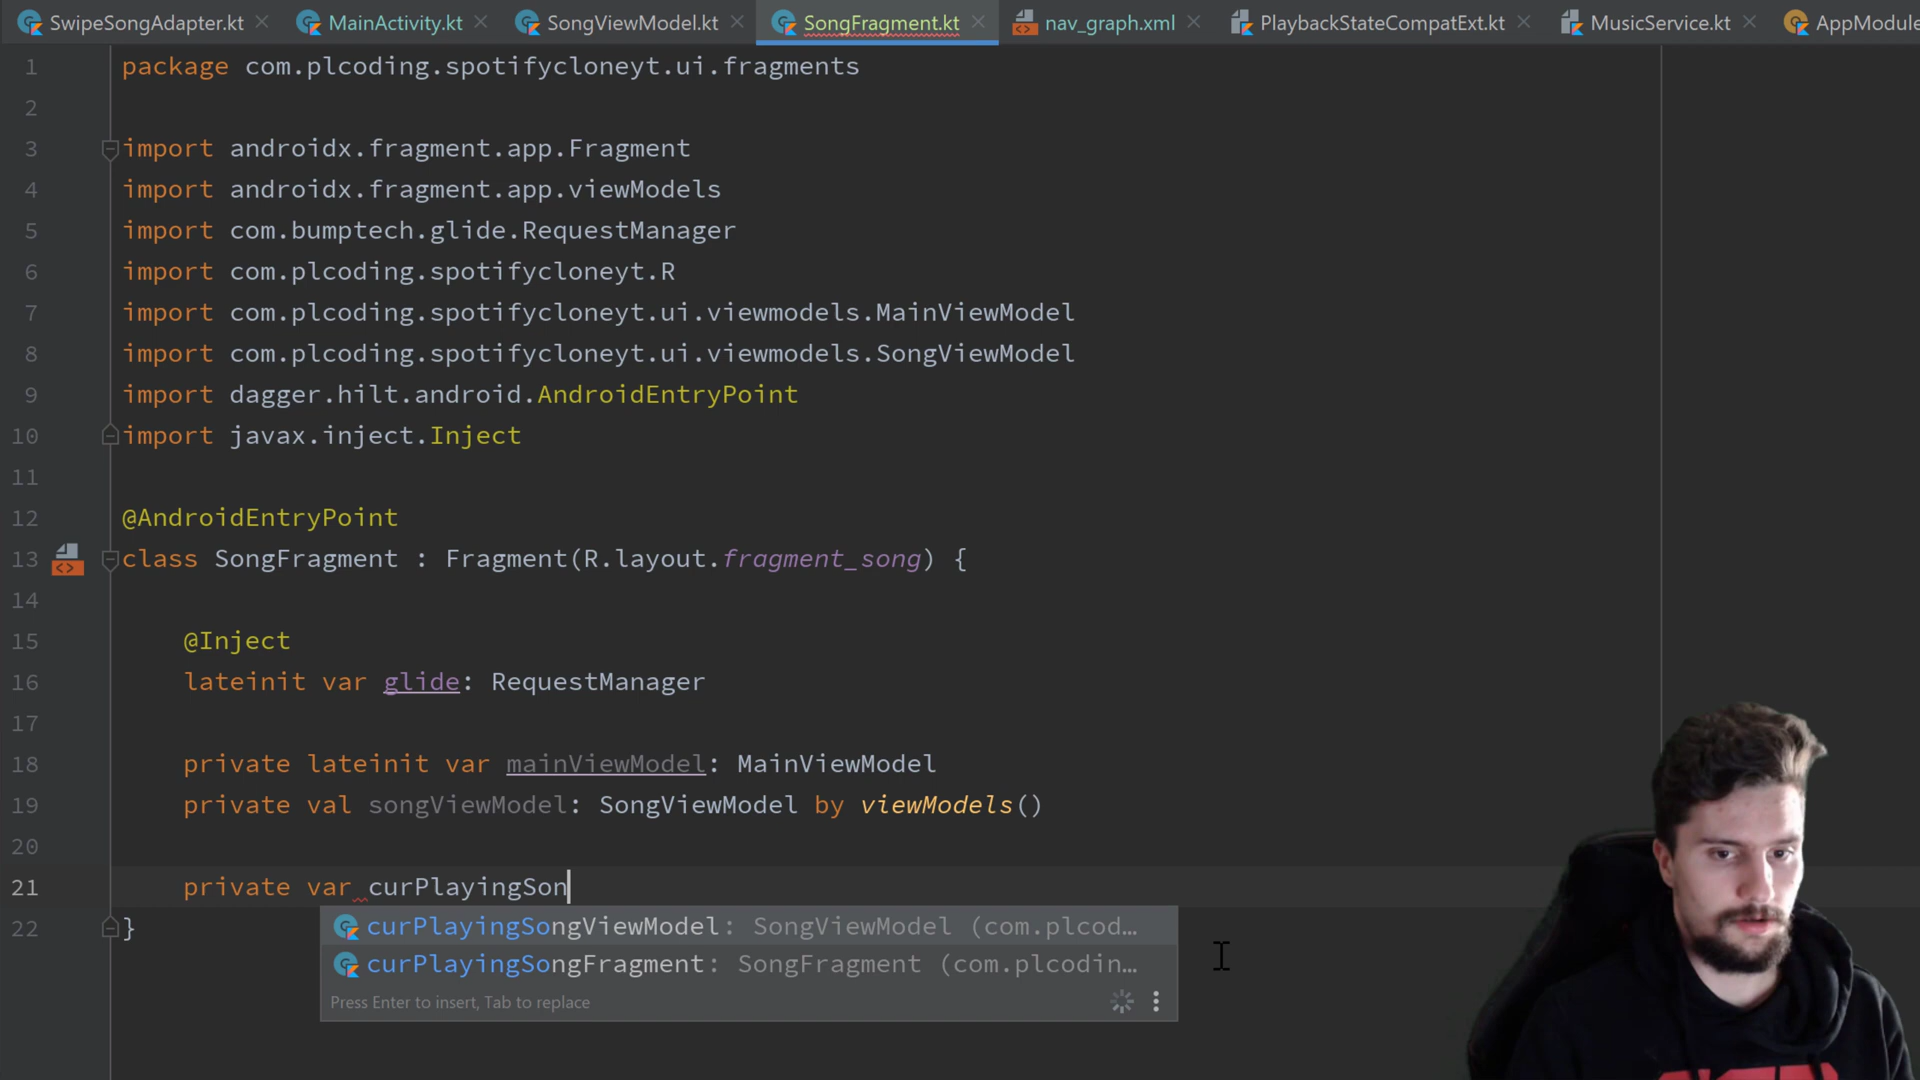 SwipeSongAdapter.kt MainActivity.kt SongViewModel.kt SongFragment.kt nav_graph.xml PlaybackStateCompatExt.kt MusicService.kt AppModule
1 package com.plcoding.spotifycloneyt.ui.fragments
2
3 import androidx.fragment.app.Fragment
4 import androidx.fragment.app.viewModels
5 import com.bumptech.glide.RequestManager
6 import com.plcoding.spotifycloneyt.R
7 import com.plcoding.spotifycloneyt.ui.viewmodels.MainViewModel
8 import com.plcoding.spotifycloneyt.ui.viewmodels.SongViewModel
9 import dagger.hilt.android.AndroidEntryPoint
10 import javax.inject.Inject
11
12 @AndroidEntryPoint
13 class SongFragment : Fragment(R.layout.fragment_song) {
14
15 @Inject
16 lateinit var glide: RequestManager
17
18 private lateinit var mainViewModel: MainViewModel
19 private val songViewModel: SongViewModel by viewModels()
20
21 private var curPlayingSon
22 }
curPlayingSongViewModel: SongViewModel (com.plcod…
curPlayingSongFragment: SongFragment (com.plcodin…
Press Enter to insert, Tab to replace